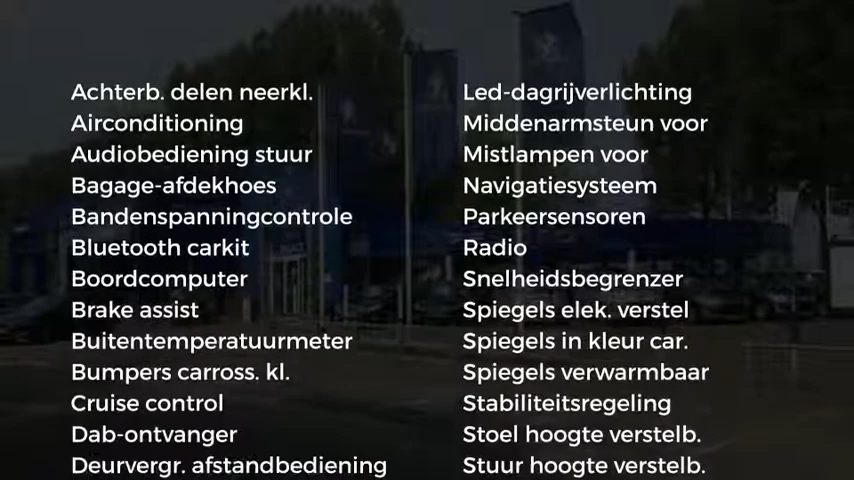 Achterb. delen neerkl.
Airconditioning
Audiobediening stuur
Bagage-afdekhoes
Bandenspanningcontrole
Bluetooth carkit
Boordcomputer
Brake assist
Buitentemperatuurmeter
Bumpers carross. kl.
Cruise control
Dab-ontvanger
Deurvergr. afstandbediening
Led-dagrijverlichting
Middenarmsteun voor
Mistlampen voor
Navigatiesysteem
Parkeersensoren
Radio
Snelheidsbegrenzer
Spiegels elek. verstel
Spiegels in kleur car.
Spiegels verwarmbaar
Stabiliteitsregeling
Stoel hoogte verstelb.
Stuur hoogte verstelb.